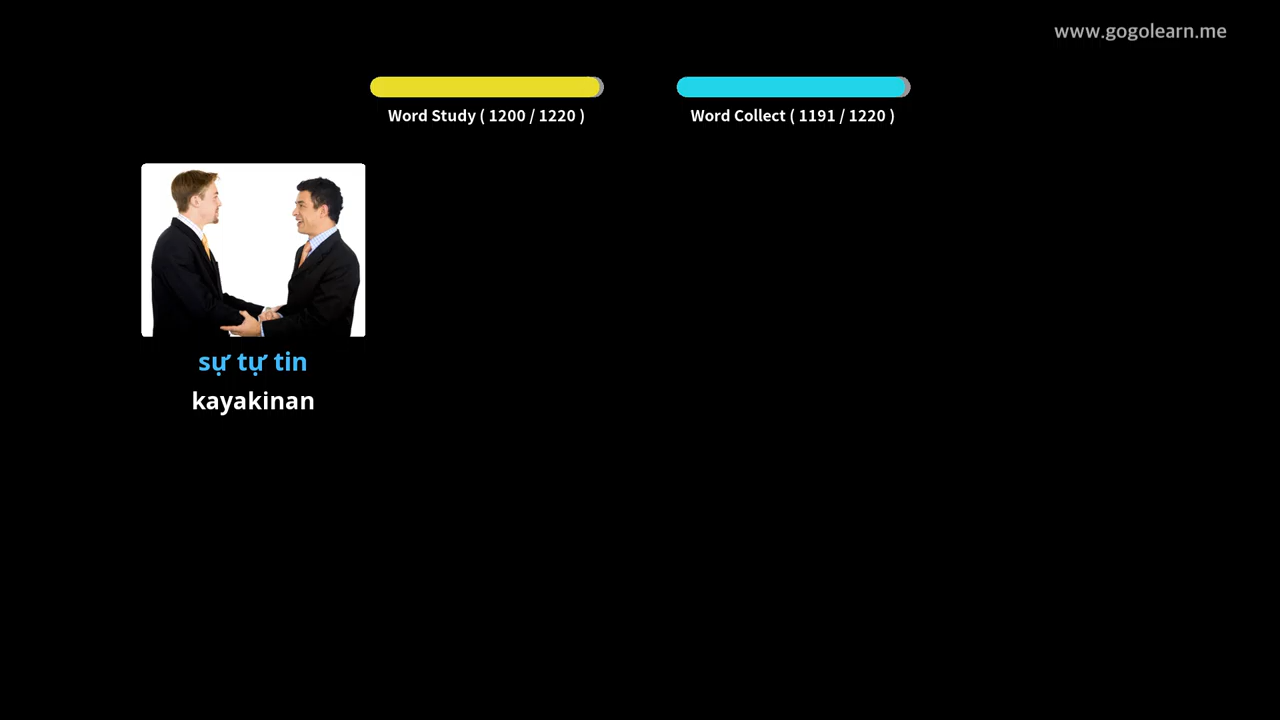 www.gogolearn.me
Word Study ( 1200 / 1220 )
Word Collect ( 1191 / 1220 )
sự tự tin
kayakinan